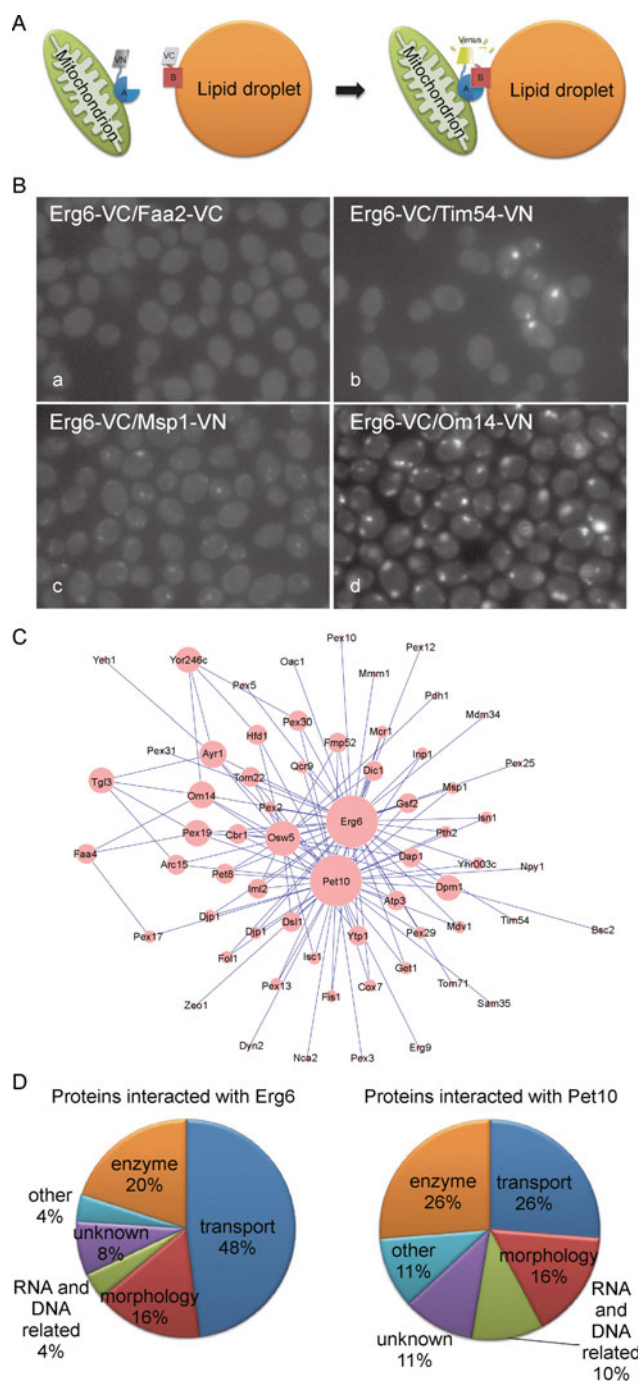 A
Mitochondrion
VN
A
VC
B
Lipid droplet
Mitochondrion
Venus
A
B
Lipid droplet
B
Erg6-VC/Faa2-VC
a
Erg6-VC/Tim54-VN
b
Erg6-VC/Msp1-VN
c
Erg6-VC/Om14-VN
d
C
Pex10
Yor246c
Oac1
Pex12
Yeh1
Mmm1
Pex5
Pdh1
Pex30
Mdm34
Hfd1
Fmp52
Mcr1
Pex31
Ayr1
Qcr9
Inp1
Tom22
Dic1
Pex25
Tgl3
Om14
Msp1
Pex2
Gsf2
Erg6
Isn1
Pex19
Cbr1
Osw5
Pth2
Faa4
Arc15
Dap1
Yhr003c
Npy1
Pet8
Pet10
Iml2
Dpm1
Atp3
Djp1
Tim54
Dsl1
Mdv1
Bsc2
Pex17
Djp1
Ytp1
Pex29
Fol1
Isc1
Get1
Pex13
Cox7
Tom71
Zeo1
Fis1
Sam35
Dyn2
Nca2
Pex3
Erg9
D
Proteins interacted with Erg6
enzyme
20%
other
4%
transport
48%
unknown
8%
morphology
16%
RNA and
DNA
related
4%
Proteins interacted with Pet10
enzyme
26%
transport
26%
other
11%
morphology
16%
RNA
and
DNA
related
10%
unknown
11%